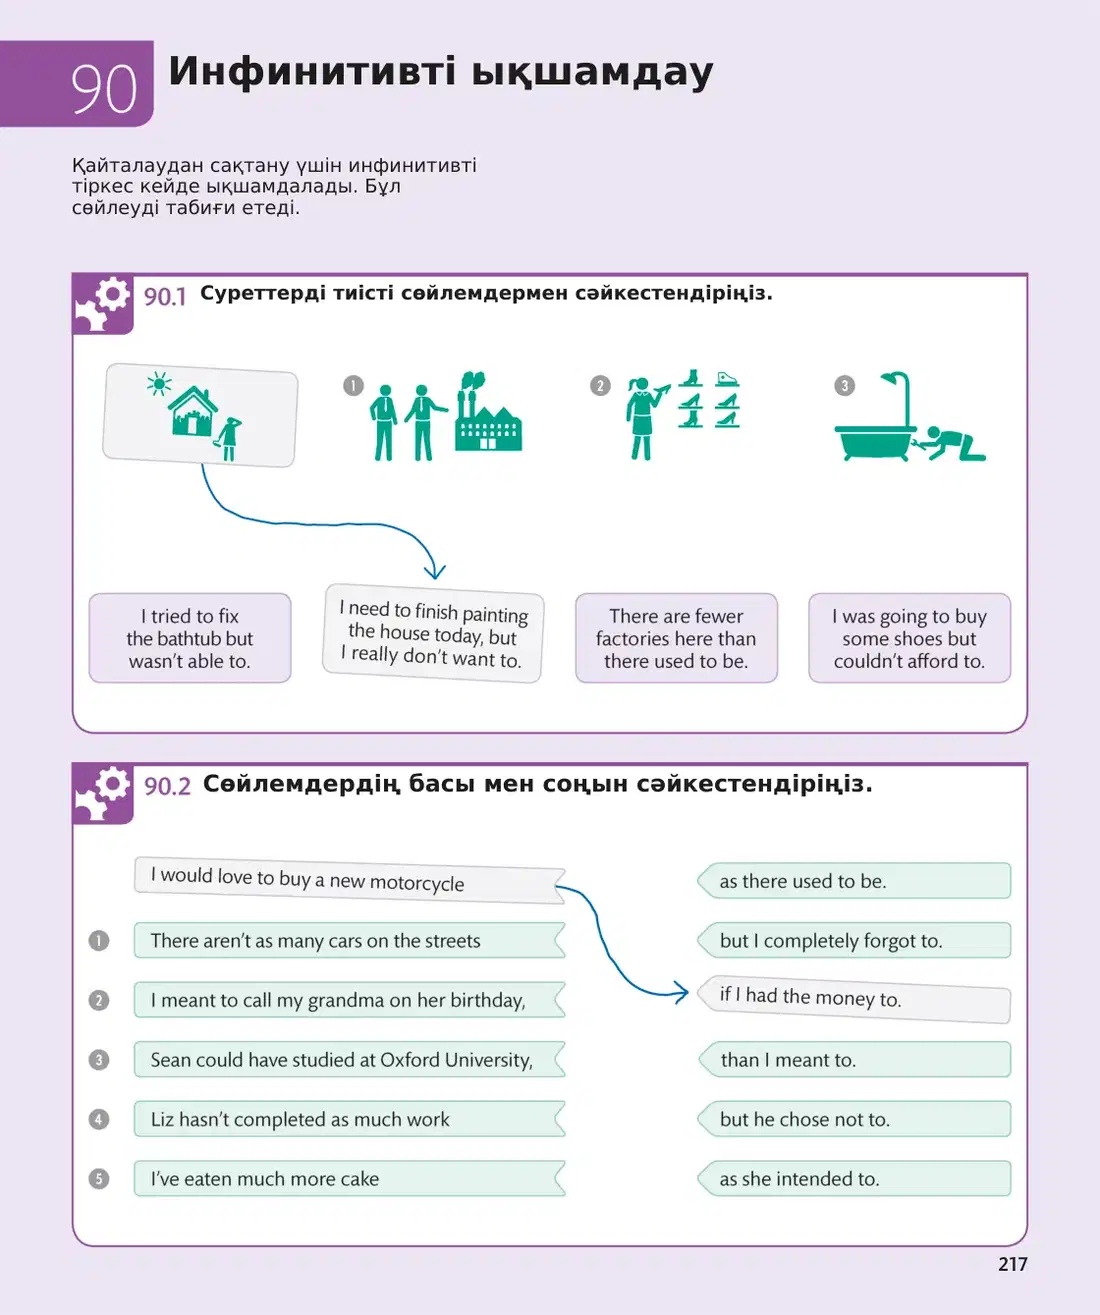 90
Инфинитивті ықшамдау
Қайталаудан сақтану үшін инфинитивті
тіркес кейде ықшамдалады. Бұл
сөйлеуді табиғи етеді.
90.1 Суреттерді тиісті сөйлемдермен сәйкестендіріңіз.
1
2
3
I tried to fix
the bathtub but
wasn’t able to.
I need to finish painting
the house today, but
I really don’t want to.
There are fewer
factories here than
there used to be.
I was going to buy
some shoes but
couldn’t afford to.
90.2 Сөйлемдердің басы мен соңын сәйкестендіріңіз.
I would love to buy a new motorcycle
as there used to be.
1 There aren’t as many cars on the streets
but I completely forgot to.
2 I meant to call my grandma on her birthday,
if I had the money to.
3 Sean could have studied at Oxford University,
than I meant to.
4 Liz hasn’t completed as much work
but he chose not to.
5 I’ve eaten much more cake
as she intended to.
217